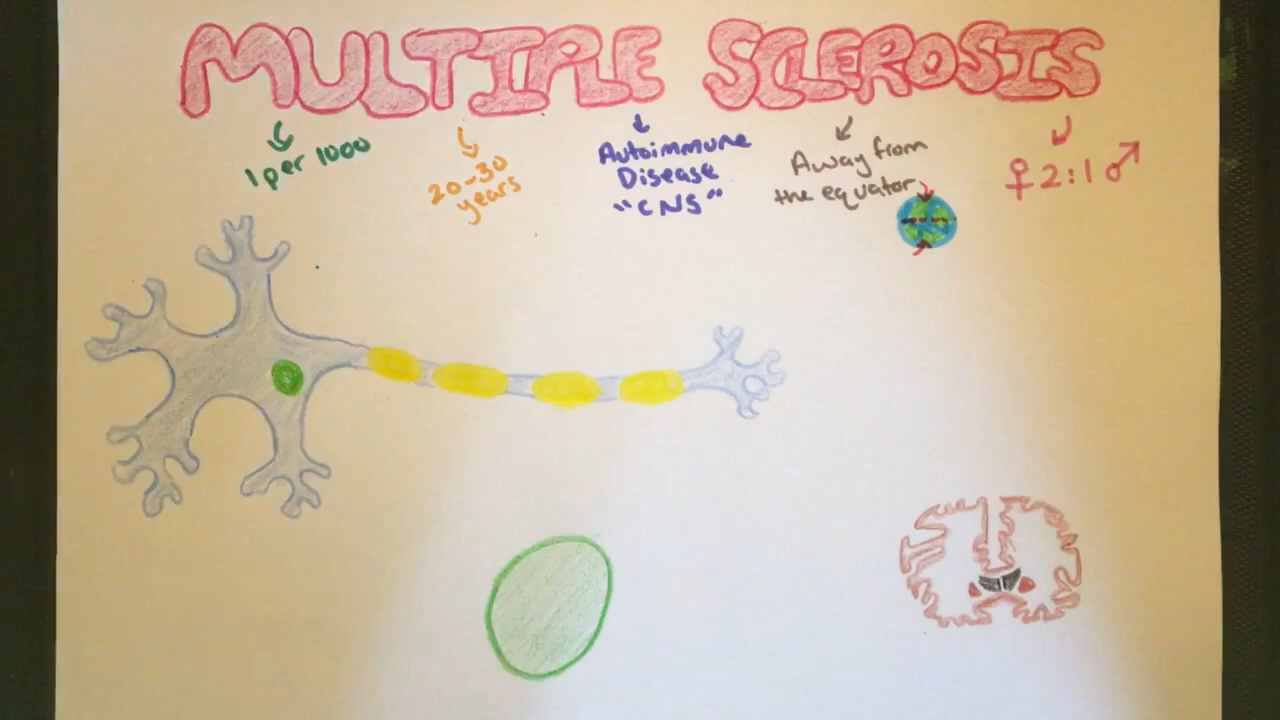 MULTIPLE SCLEROSIS
1 per 1000
20-30
years
Autoimmune
Disease
"CNS"
Away from
the equator
♀ 2:1 ♂